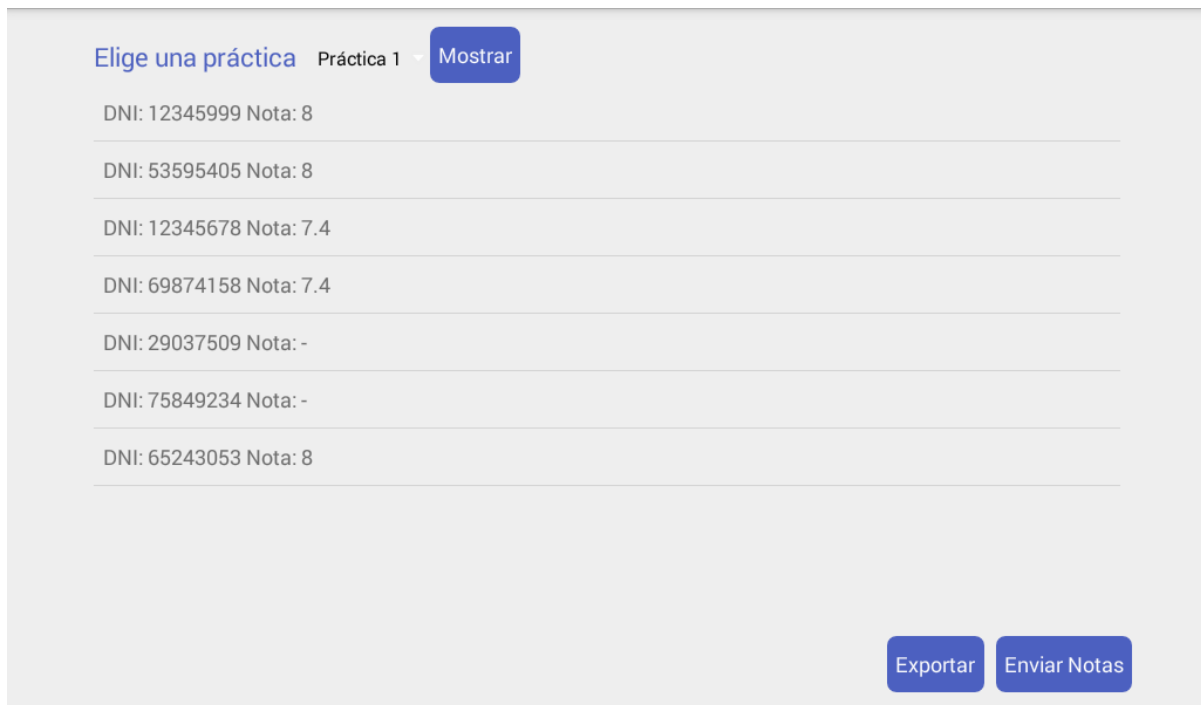 Elige una práctica Práctica 1 Mostrar
DNI: 12345999 Nota: 8
DNI: 53595405 Nota: 8
DNI: 12345678 Nota: 7.4
DNI: 69874158 Nota: 7.4
DNI: 29037509 Nota: -
DNI: 75849234 Nota: -
DNI: 65243053 Nota: 8
Exportar Enviar Notas